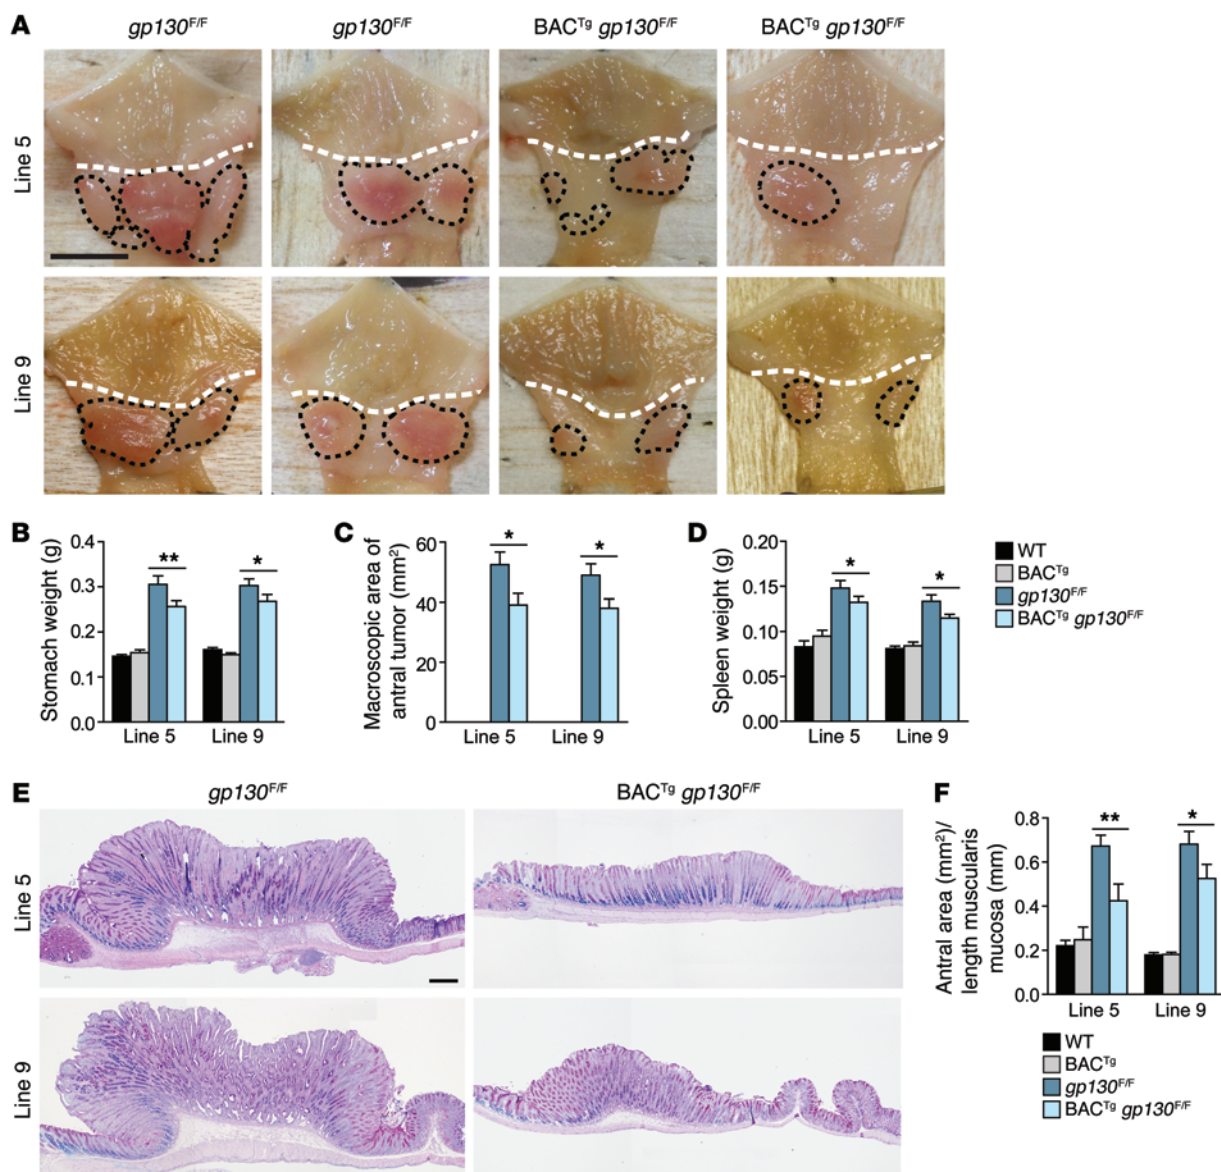 A
gp130F/F gp130F/F BACTg gp130F/F BACTg gp130F/F
Line 5
Line 9
B
Stomach weight (g)
0.4
0.3
0.2
0.1
0.0
** *
Line 5 Line 9
C
Macroscopic area of
antral tumor (mm²)
60
40
20
0
* *
Line 5 Line 9
D
Spleen weight (g)
0.20
0.15
0.10
0.05
0.00
* *
Line 5 Line 9
WT
BACTg
gp130F/F
BACTg gp130F/F
E
gp130F/F BACTg gp130F/F
Line 5
Line 9
F
Antral area (mm²)/
length muscularis
mucosa (mm)
0.8
0.6
0.4
0.2
0.0
** *
Line 5 Line 9
WT
BACTg
gp130F/F
BACTg gp130F/F